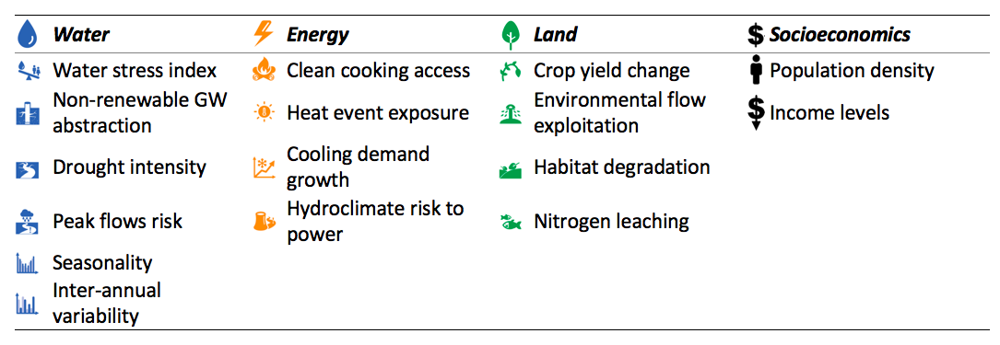 Water Energy Land $ Socioeconomics
Water stress index Clean cooking access Crop yield change Population density
Non-renewable GW
abstraction Heat event exposure Environmental flow
exploitation $ Income levels
Drought intensity Cooling demand
growth Habitat degradation
Peak flows risk Hydroclimate risk to
power Nitrogen leaching
Seasonality
Inter-annual
variability